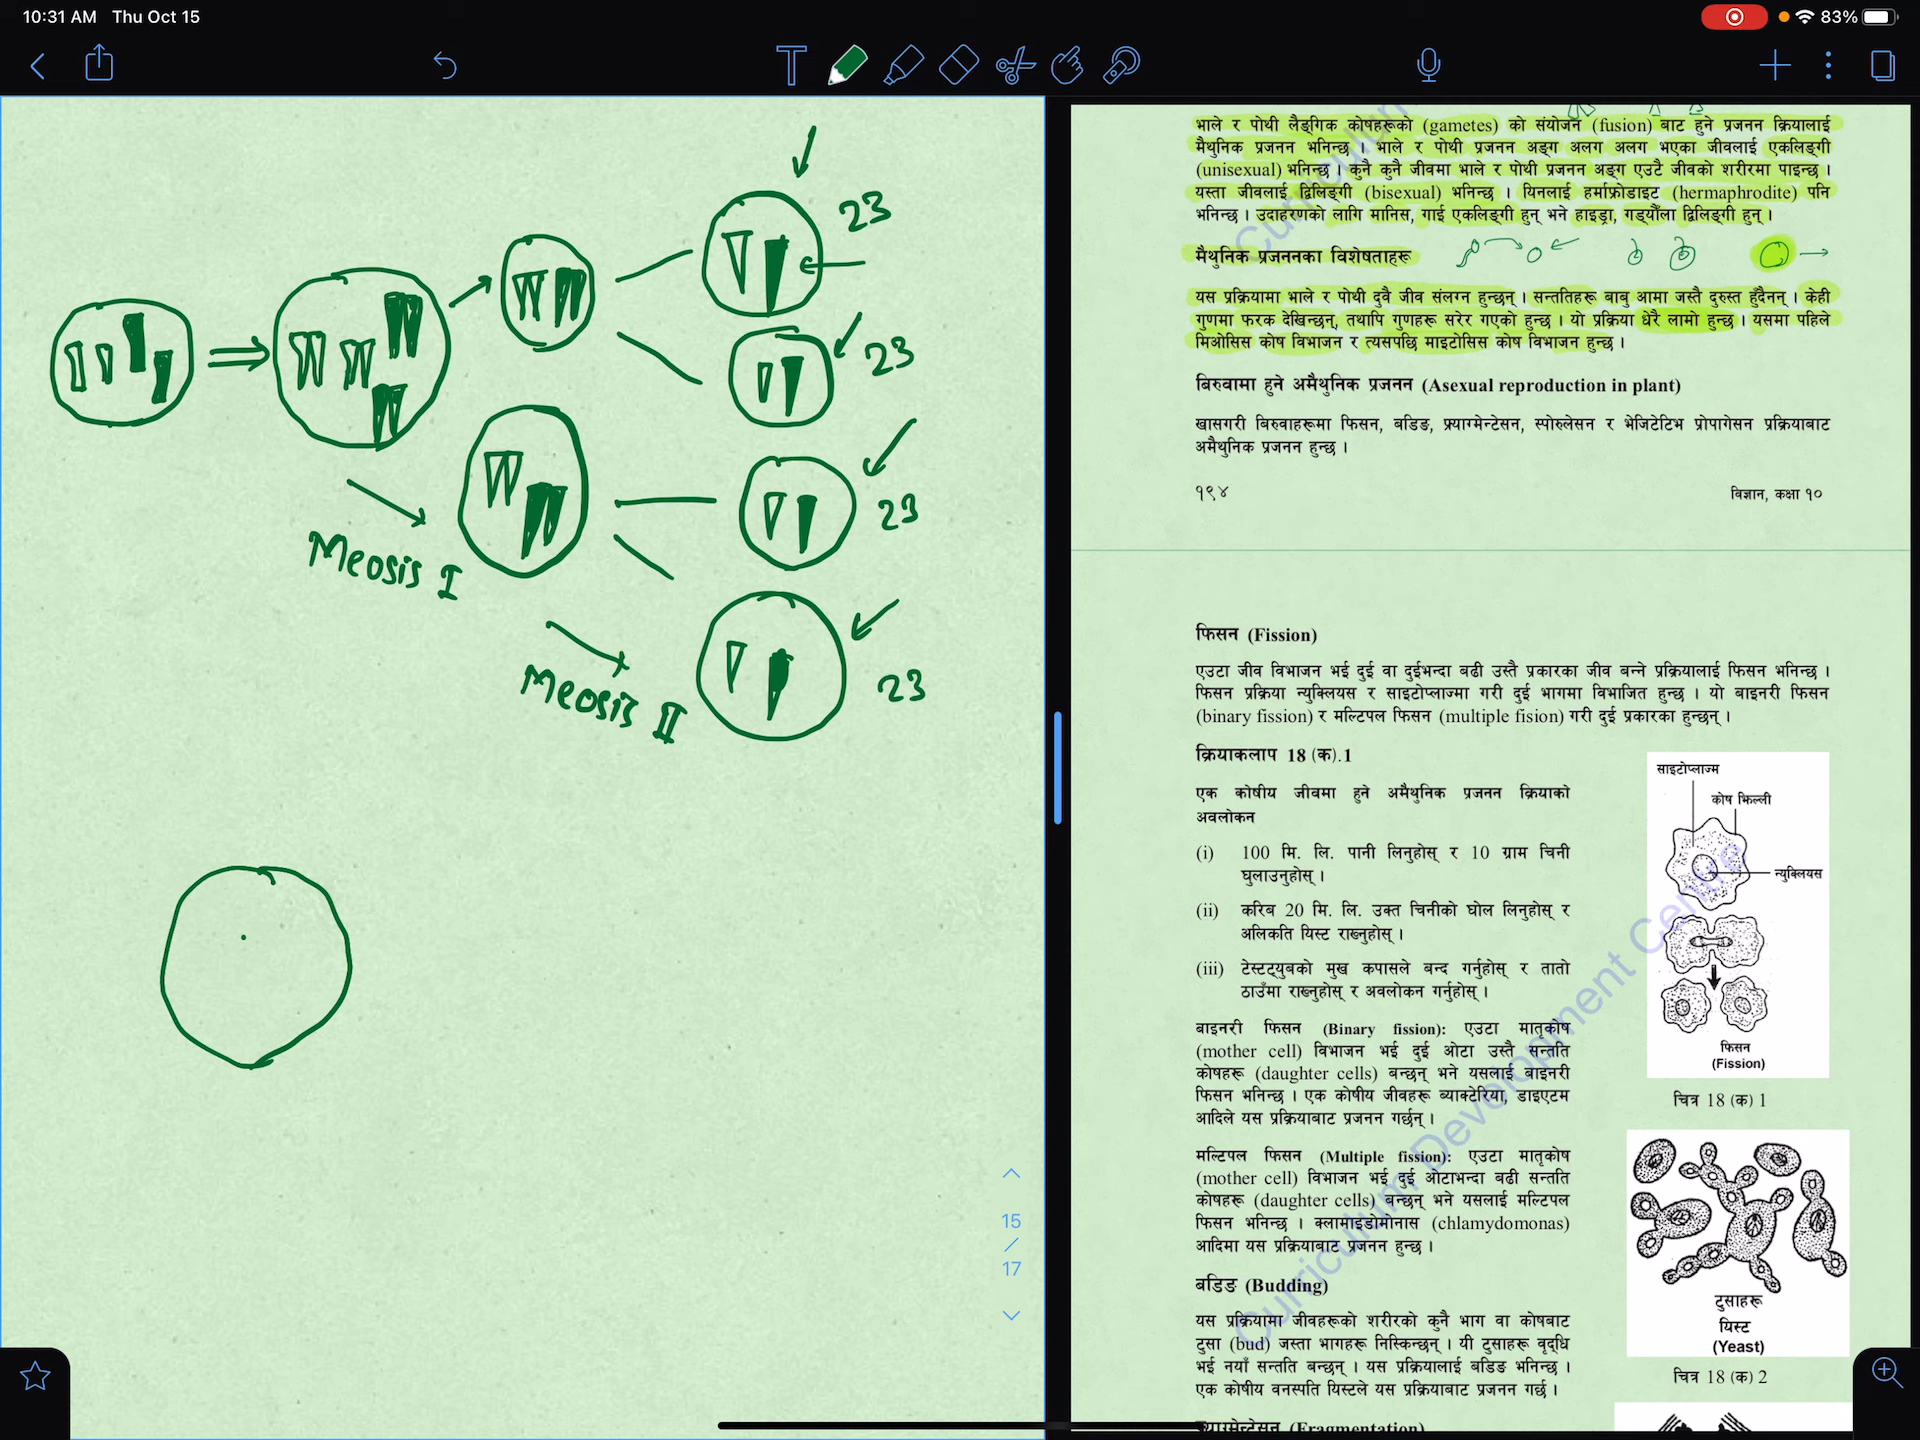 10:31 AM Thu Oct 15
83%
23
23
23
23
Meosis I
Meosis II
15
/
17
भाले र पोथी लैङ्गिक कोषहरूको (gametes) को संयोजन (fusion) बाट हुने प्रजनन क्रियालाई
मैथुनिक प्रजनन भनिन्छ । भाले र पोथी प्रजनन अङ्ग अलग अलग भएका जीवलाई एकलिङ्गी
(unisexual) भनिन्छ । कुनै कुनै जीवमा भाले र पोथी प्रजनन अङ्ग एउटै जीवको शरीरमा पाइन्छ ।
यस्ता जीवलाई द्विलिङ्गी (bisexual) भनिन्छ । यिनलाई हर्माफ्रोडाइट (hermaphrodite) पनि
भनिन्छ । उदाहरणको लागि मानिस, गाई एकलिङ्गी हुन् भने हाइड्रा, गड्यौंला द्विलिङ्गी हुन् ।
मैथुनिक प्रजननका विशेषताहरू
यस प्रक्रियामा भाले र पोथी दुवै जीव संलग्न हुन्छन् । सन्ततिहरू बाबु आमा जस्तै दुरुस्त हुँदैनन् । केही
गुणमा फरक देखिन्छन्, तथापि गुणहरू सरेर गएको हुन्छ । यो प्रक्रिया धेरै लामो हुन्छ । यसमा पहिले
मिओसिस कोष विभाजन र त्यसपछि माइटोसिस कोष विभाजन हुन्छ ।
बिरुवामा हुने अमैथुनिक प्रजनन (Asexual reproduction in plant)
खासगरी बिरुवाहरूमा फिसन, बडिङ, फ्र्याग्मेन्टेसन, स्पोरुलेसन र भेजिटेटिभ प्रोपागेसन प्रक्रियाबाट
अमैथुनिक प्रजनन हुन्छ ।
१९४ विज्ञान, कक्षा १०
फिसन (Fission)
एउटा जीव विभाजन भई दुई वा दुईभन्दा बढी उस्तै प्रकारका जीव बन्ने प्रक्रियालाई फिसन भनिन्छ ।
फिसन प्रक्रिया न्युक्लियस र साइटोप्लाज्मा गरी दुई भागमा विभाजित हुन्छ । यो बाइनरी फिसन
(binary fission) र मल्टिपल फिसन (multiple fision) गरी दुई प्रकारका हुन्छन् ।
क्रियाकलाप 18 (क).1
एक कोषीय जीवमा हुने अमैथुनिक प्रजनन क्रियाको
अवलोकन
(i) 100 मि. लि. पानी लिनुहोस् र 10 ग्राम चिनी
घुलाउनुहोस् ।
(ii) करिब 20 मि. लि. उक्त चिनीको घोल लिनुहोस् र
अलिकति यिस्ट राख्नुहोस् ।
(iii) टेस्टट्युबको मुख कपासले बन्द गर्नुहोस् र तातो
ठाउँमा राख्नुहोस् र अवलोकन गर्नुहोस् ।
बाइनरी फिसन (Binary fission): एउटा मातृकोष
(mother cell) विभाजन भई दुई ओटा उस्तै सन्तति
कोषहरू (daughter cells) बन्छन् भने यसलाई बाइनरी
फिसन भनिन्छ । एक कोषीय जीवहरू ब्याक्टेरिया, डाइएटम
आदिले यस प्रक्रियाबाट प्रजनन गर्छन् ।
मल्टिपल फिसन (Multiple fission): एउटा मातृकोष
(mother cell) विभाजन भई दुई ओटाभन्दा बढी सन्तति
कोषहरू (daughter cells) बन्छन् भने यसलाई मल्टिपल
फिसन भनिन्छ । क्लामाइडोमोनास (chlamydomonas)
आदिमा यस प्रक्रियाबाट प्रजनन हुन्छ ।
बडिङ (Budding)
यस प्रक्रियामा जीवहरूको शरीरको कुनै भाग वा कोषबाट
टुसा (bud) जस्ता भागहरू निस्किन्छन् । यी टुसाहरू वृद्धि
भई नयाँ सन्तति बन्छन् । यस प्रक्रियालाई बडिङ भनिन्छ ।
एक कोषीय वनस्पति यिस्टले यस प्रक्रियाबाट प्रजनन गर्छ ।
(Fragmentation)
साइटोप्लाज्म
कोष झिल्ली
न्युक्लियस
फिसन
(Fission)
चित्र 18 (क) 1
टुसाहरू
यिस्ट
(Yeast)
चित्र 18 (क) 2
Curriculum Development Centre